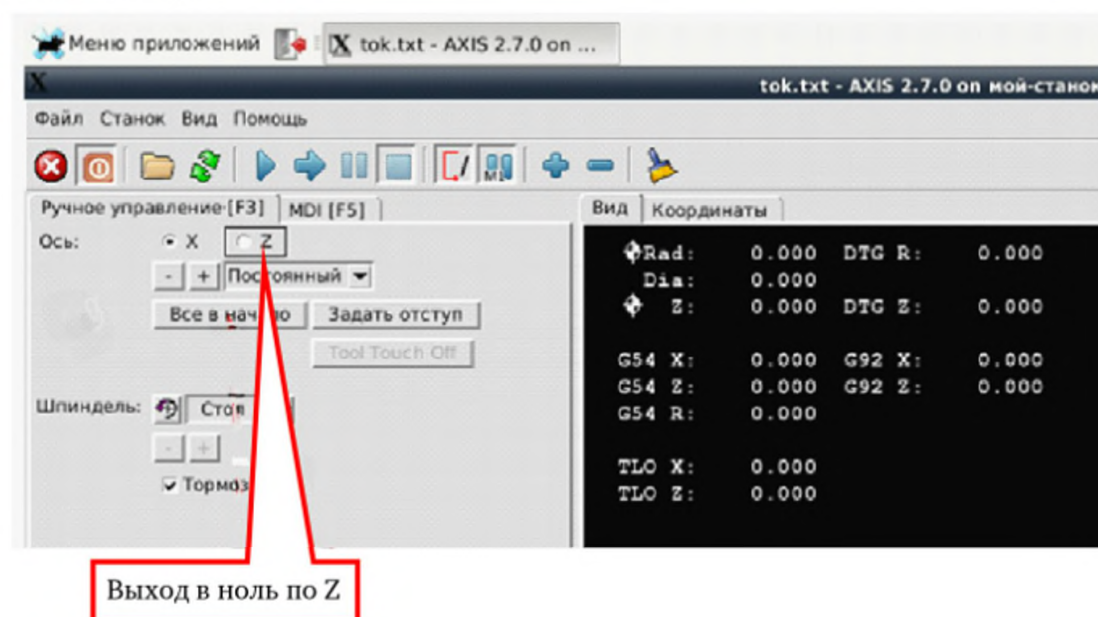 Меню приложений tok.txt - AXIS 2.7.0 on ...
X tok.txt - AXIS 2.7.0 on мой-станок
Файл Станок Вид Помощь
M1
Ручное управление [F3] MDI [F5] Вид Координаты
Ось: X Z
- + Постоянный
Все в начало Задать отступ
Tool Touch Off
Шпиндель: Стоп
- +
Тормоз
Rad: 0.000 DTG R: 0.000
Dia: 0.000
Z: 0.000 DTG Z: 0.000
G54 X: 0.000 G92 X: 0.000
G54 Z: 0.000 G92 Z: 0.000
G54 R: 0.000
TLO X: 0.000
TLO Z: 0.000
Выход в ноль по Z